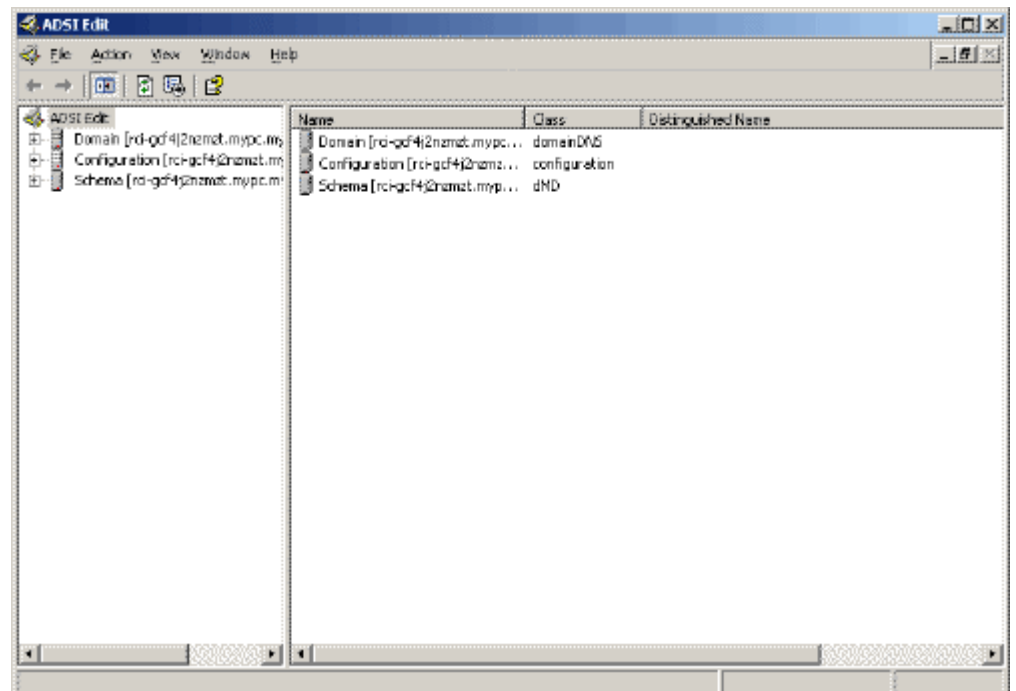 ADSI Edit
File Action View Window Help
ADSI Edit
Domain [rci-gcf4j2nzmzt.mypc.my
Configuration [rci-gcf4j2nzmzt.my
Schema [rci-gcf4j2nzmzt.mypc.m
Name Class Distinguished Name
Domain [rci-gcf4j2nzmzt.mypc... domainDNS
Configuration [rci-gcf4j2nzmz... configuration
Schema [rci-gcf4j2nzmzt.myp... dMD